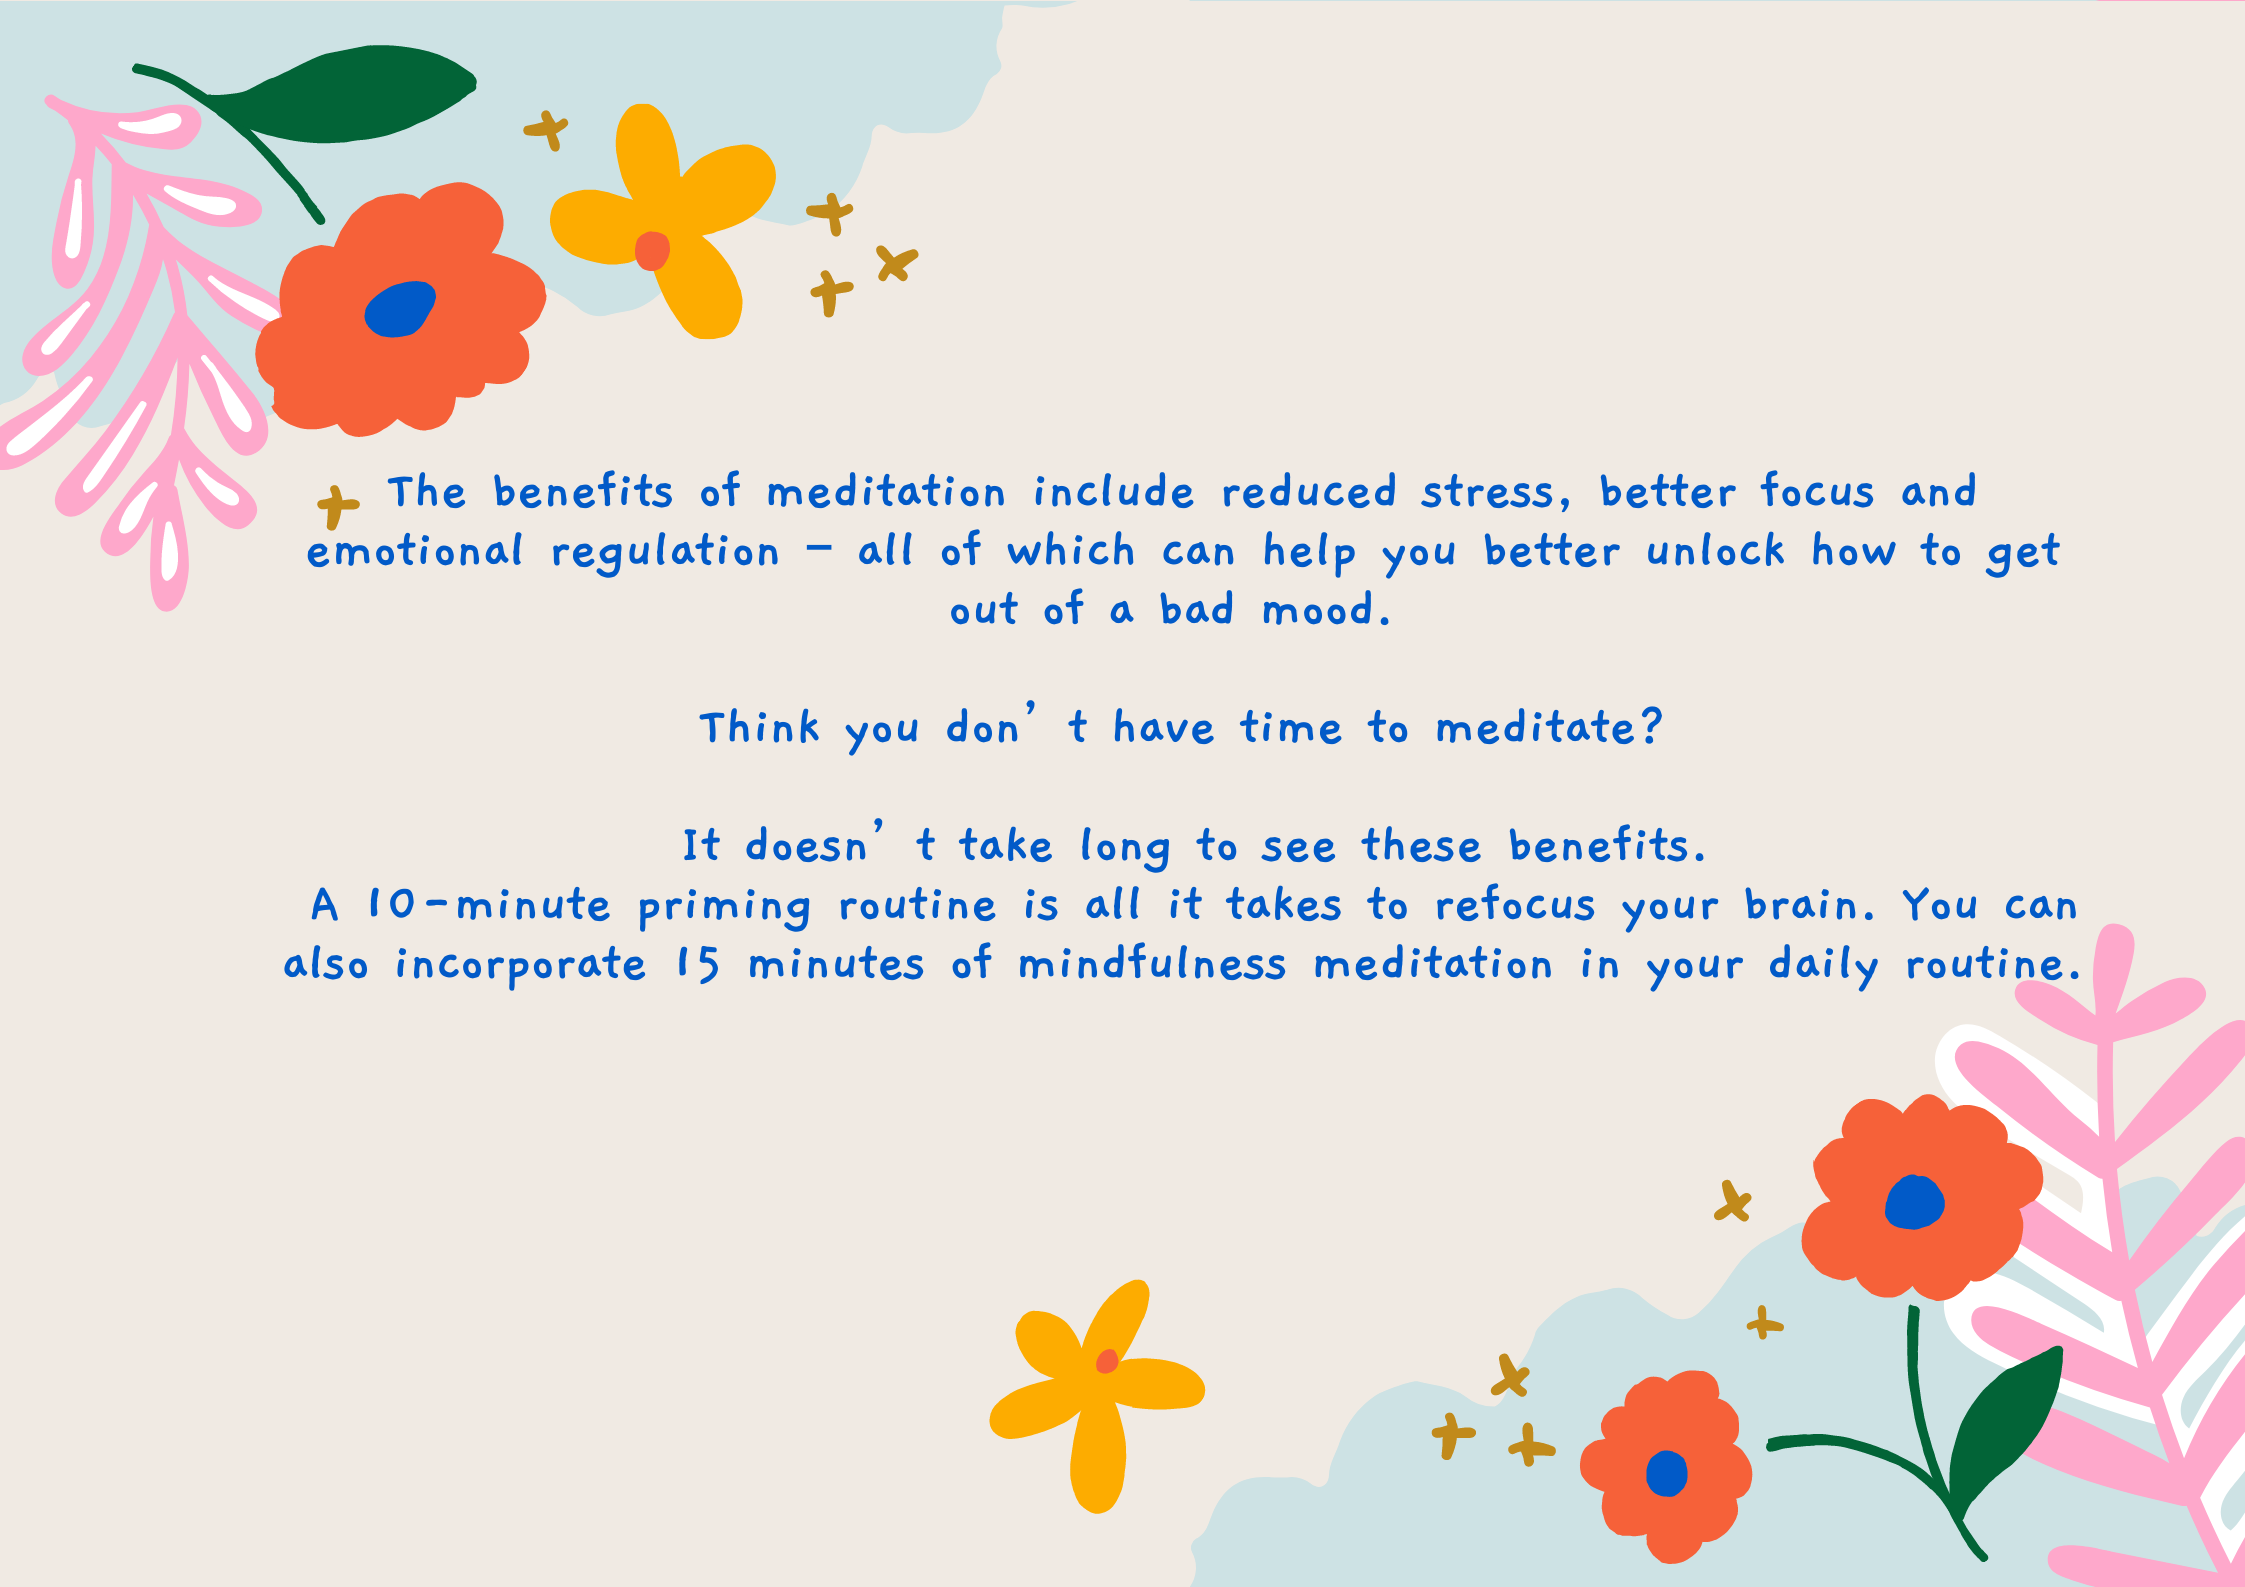 The benefits of meditation include reduced stress, better focus and
emotional regulation – all of which can help you better unlock how to get
out of a bad mood.
Think you don’t have time to meditate?
It doesn’t take long to see these benefits.
A 10-minute priming routine is all it takes to refocus your brain. You can
also incorporate 15 minutes of mindfulness meditation in your daily routine.